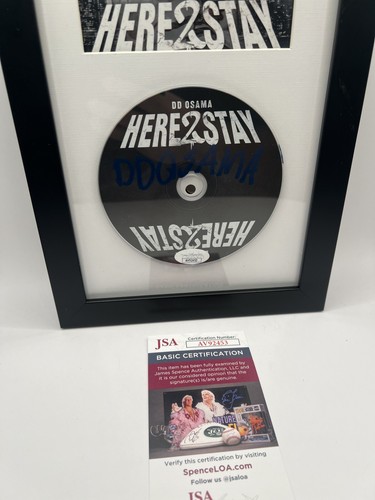 HERE2STAY
DD OSAMA
HERE2STAY
DDOSAMA
HERE2STAY
JSA Certification Number:
AV92453
BASIC CERTIFICATION
This item has been fully examined by
James Spence Authentication, LLC and
it is our considered opinion that the
signature(s) is/are genuine.
Verify this certification by visiting
SpenceLOA.com
Follow us @jsaloa
JSA